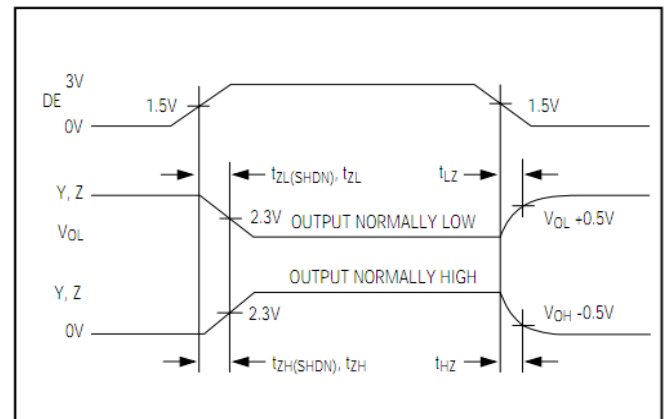 3V
DE
1.5V
1.5V
0V
tZL(SHDN), tZL
tLZ
Y, Z
2.3V
OUTPUT NORMALLY LOW
VOL +0.5V
VOL
OUTPUT NORMALLY HIGH
Y, Z
2.3V
VOH -0.5V
0V
tZH(SHDN), tZH
tHZ